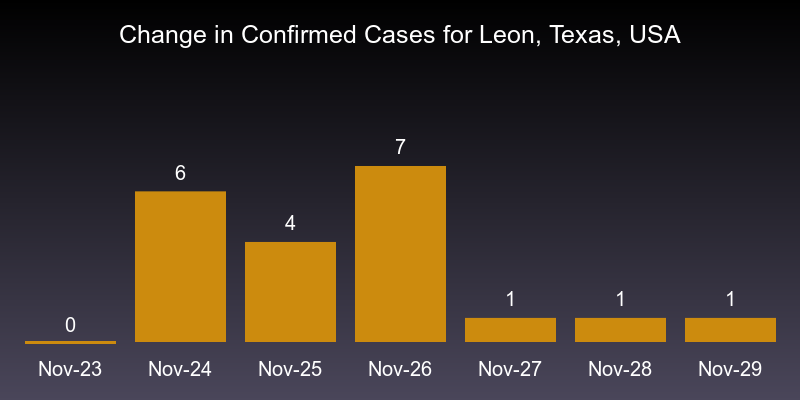 Change in Confirmed Cases for Leon, Texas, USA
7
6
4
1 1 1
0
Nov-23 Nov-24 Nov-25 Nov-26 Nov-27 Nov-28 Nov-29